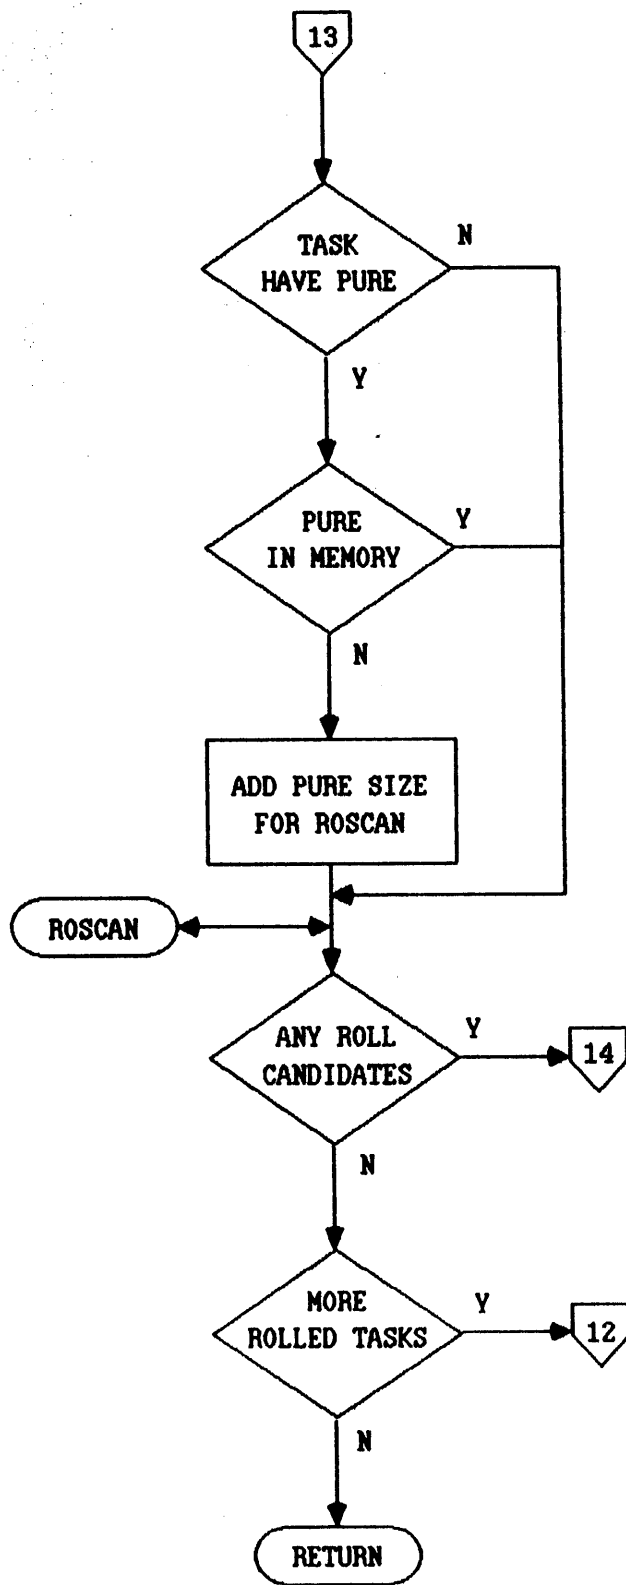 13
TASK
HAVE PURE
N
Y
PURE
IN MEMORY
Y
N
ADD PURE SIZE
FOR ROSCAN
ROSCAN
ANY ROLL
CANDIDATES
Y
14
N
MORE
ROLLED TASKS
Y
12
N
RETURN